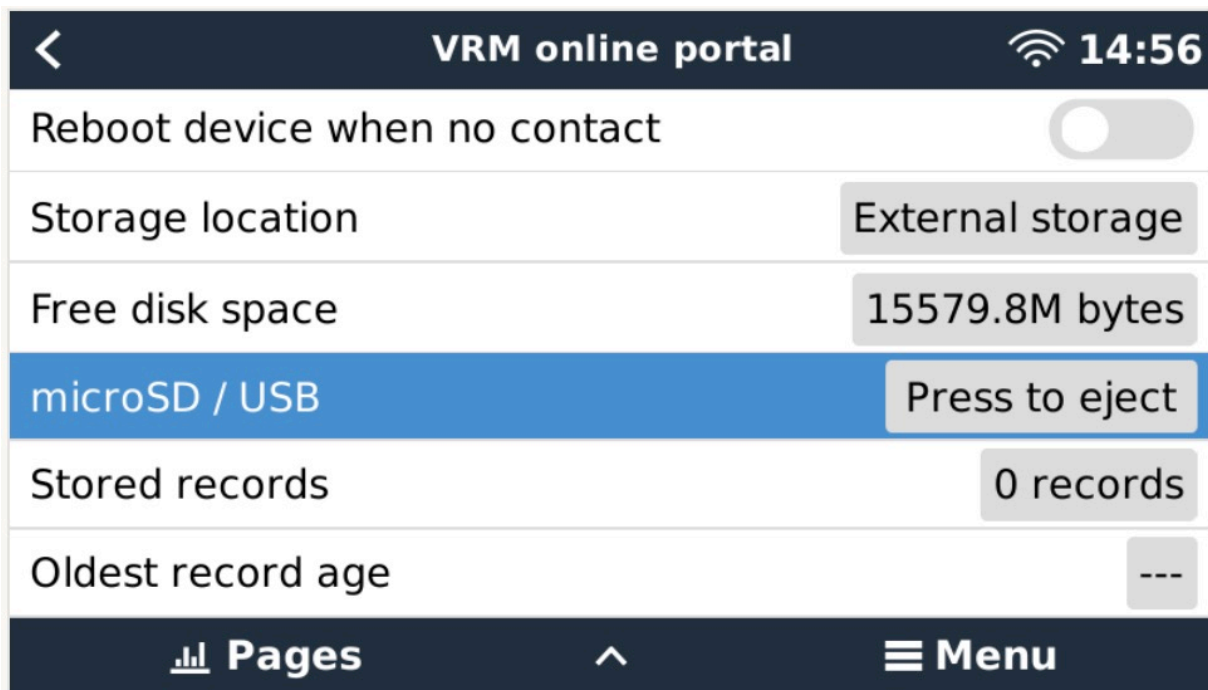 VRM online portal 14:56
Reboot device when no contact
Storage location External storage
Free disk space 15579.8M bytes
microSD / USB Press to eject
Stored records 0 records
Oldest record age ---
Pages Menu